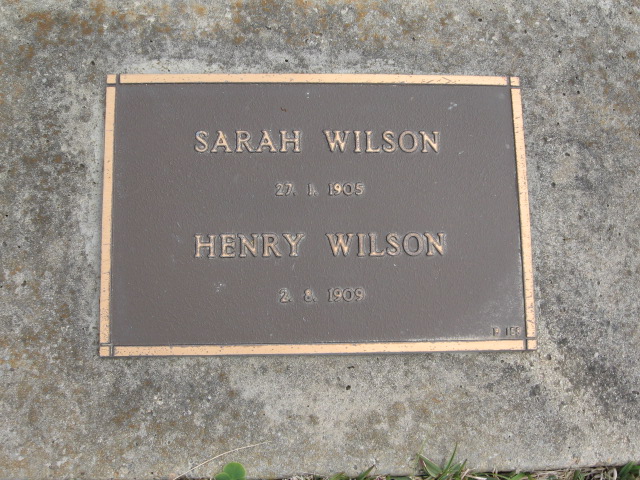 SARAH WILSON
27. 1. 1905
HENRY WILSON
2. 8. 1909